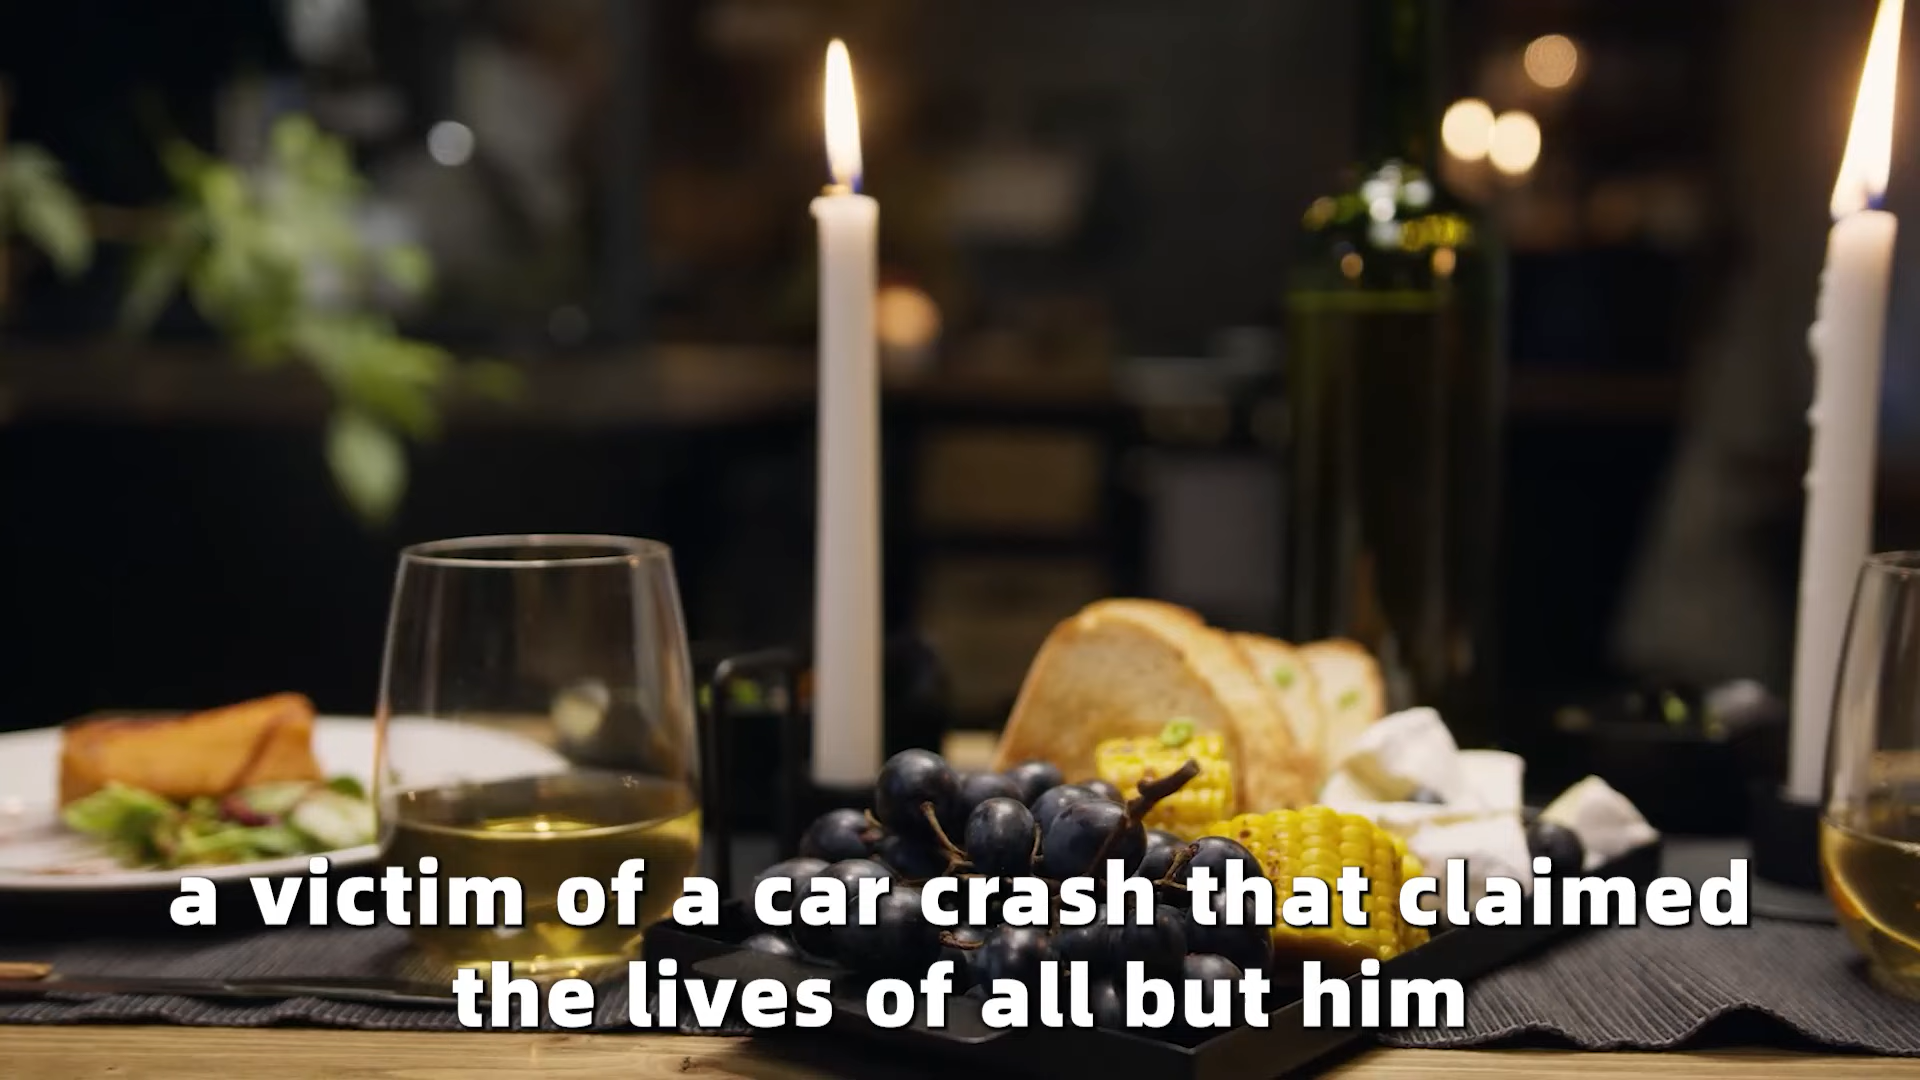 a victim of a car crash that claimed
the lives of all but him